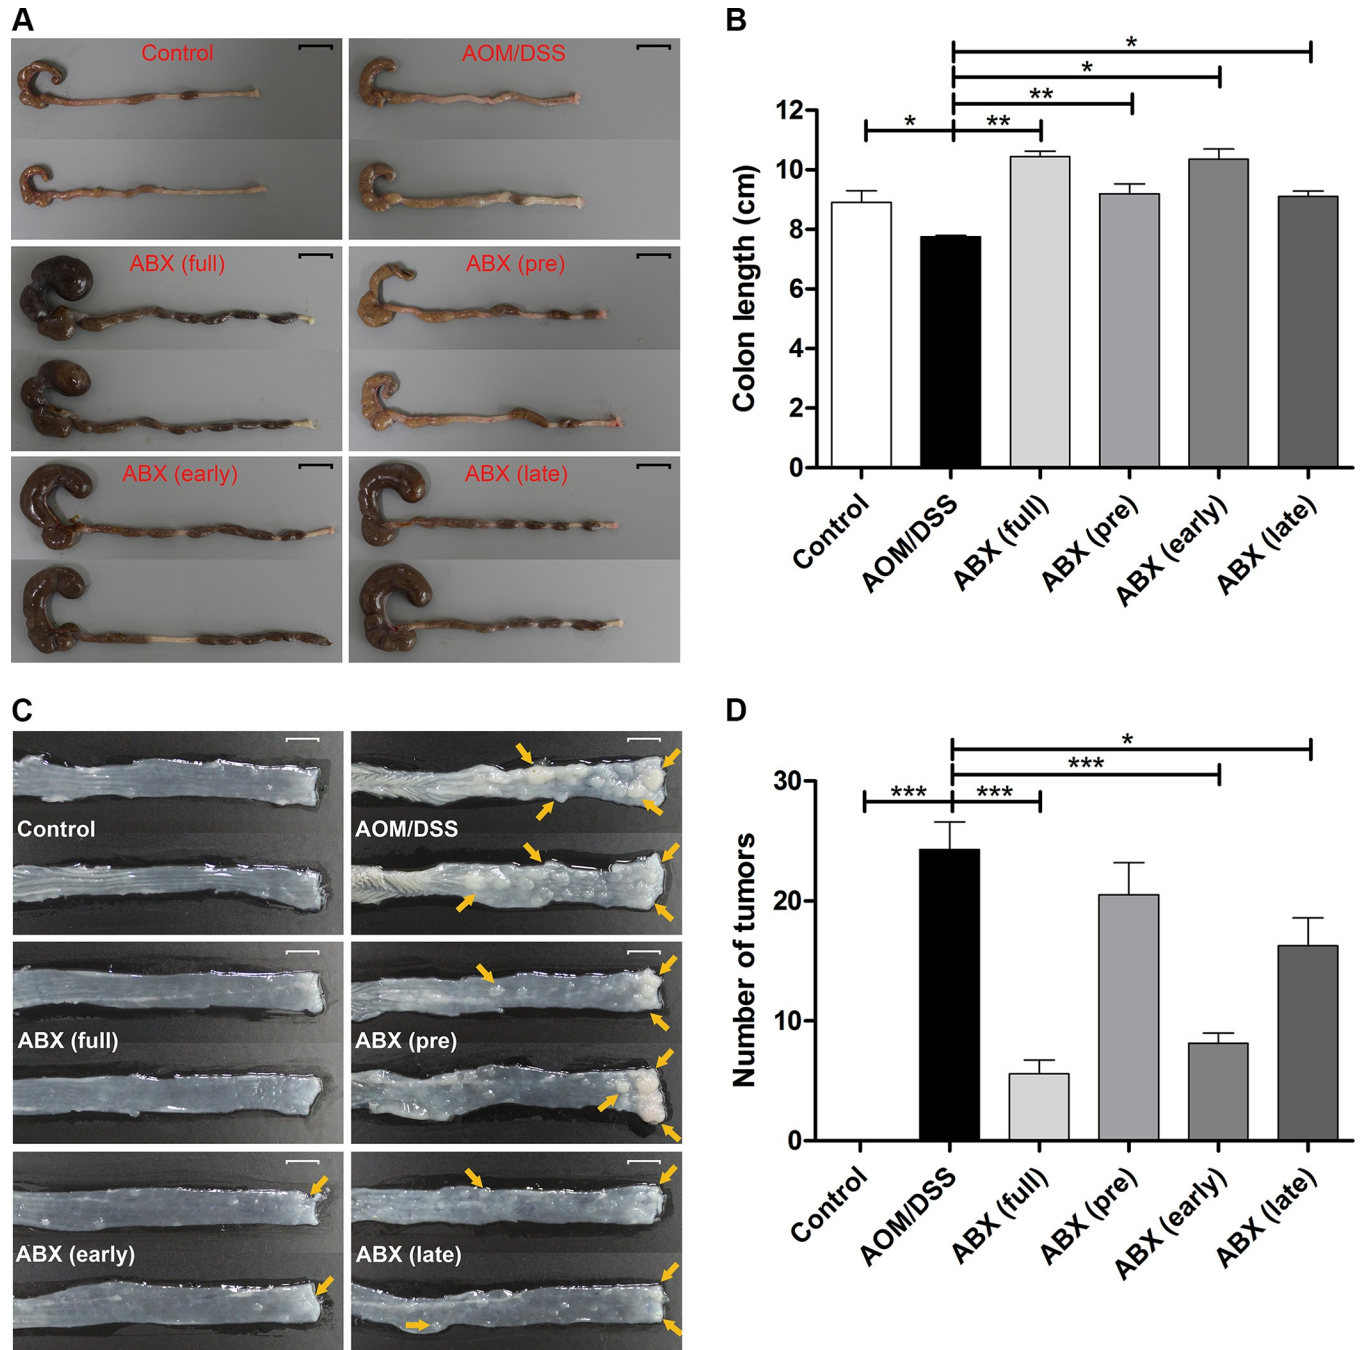 A
Control
AOM/DSS
ABX (full)
ABX (pre)
ABX (early)
ABX (late)
B
*
*
**
* **
12
10
8
6
4
2
0
Colon length (cm)
Control
AOM/DSS
ABX (full)
ABX (pre)
ABX (early)
ABX (late)
C
Control
AOM/DSS
ABX (full)
ABX (pre)
ABX (early)
ABX (late)
D
*
***
*** ***
30
20
10
0
Number of tumors
Control
AOM/DSS
ABX (full)
ABX (pre)
ABX (early)
ABX (late)